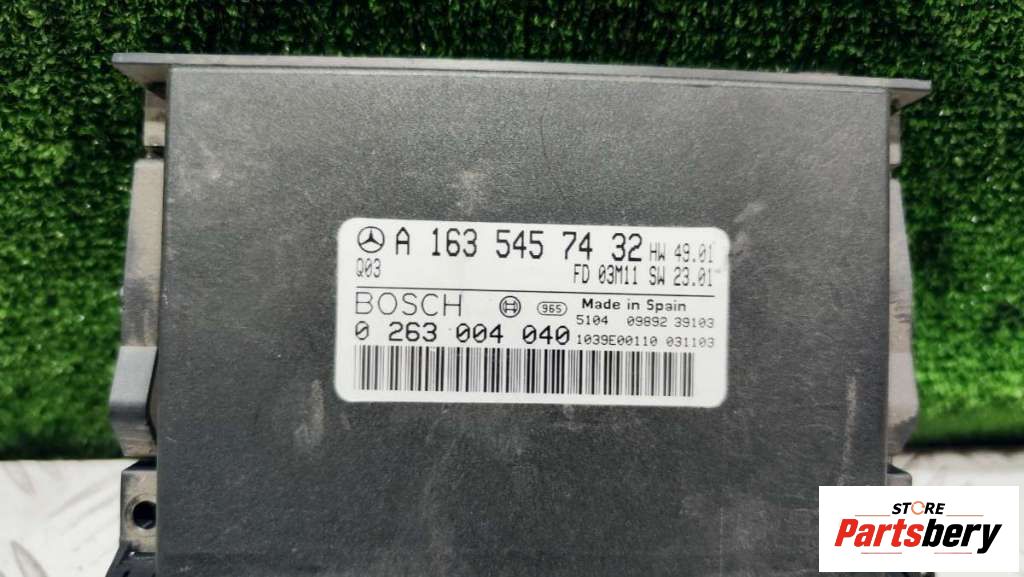 A 163 545 74 32 HW 49.01
Q03 FD 03M11 SW 23.01
BOSCH 965 Made in Spain
5104 09892 39103
0 263 004 040 1039E00110 031103
STORE
Partsbery